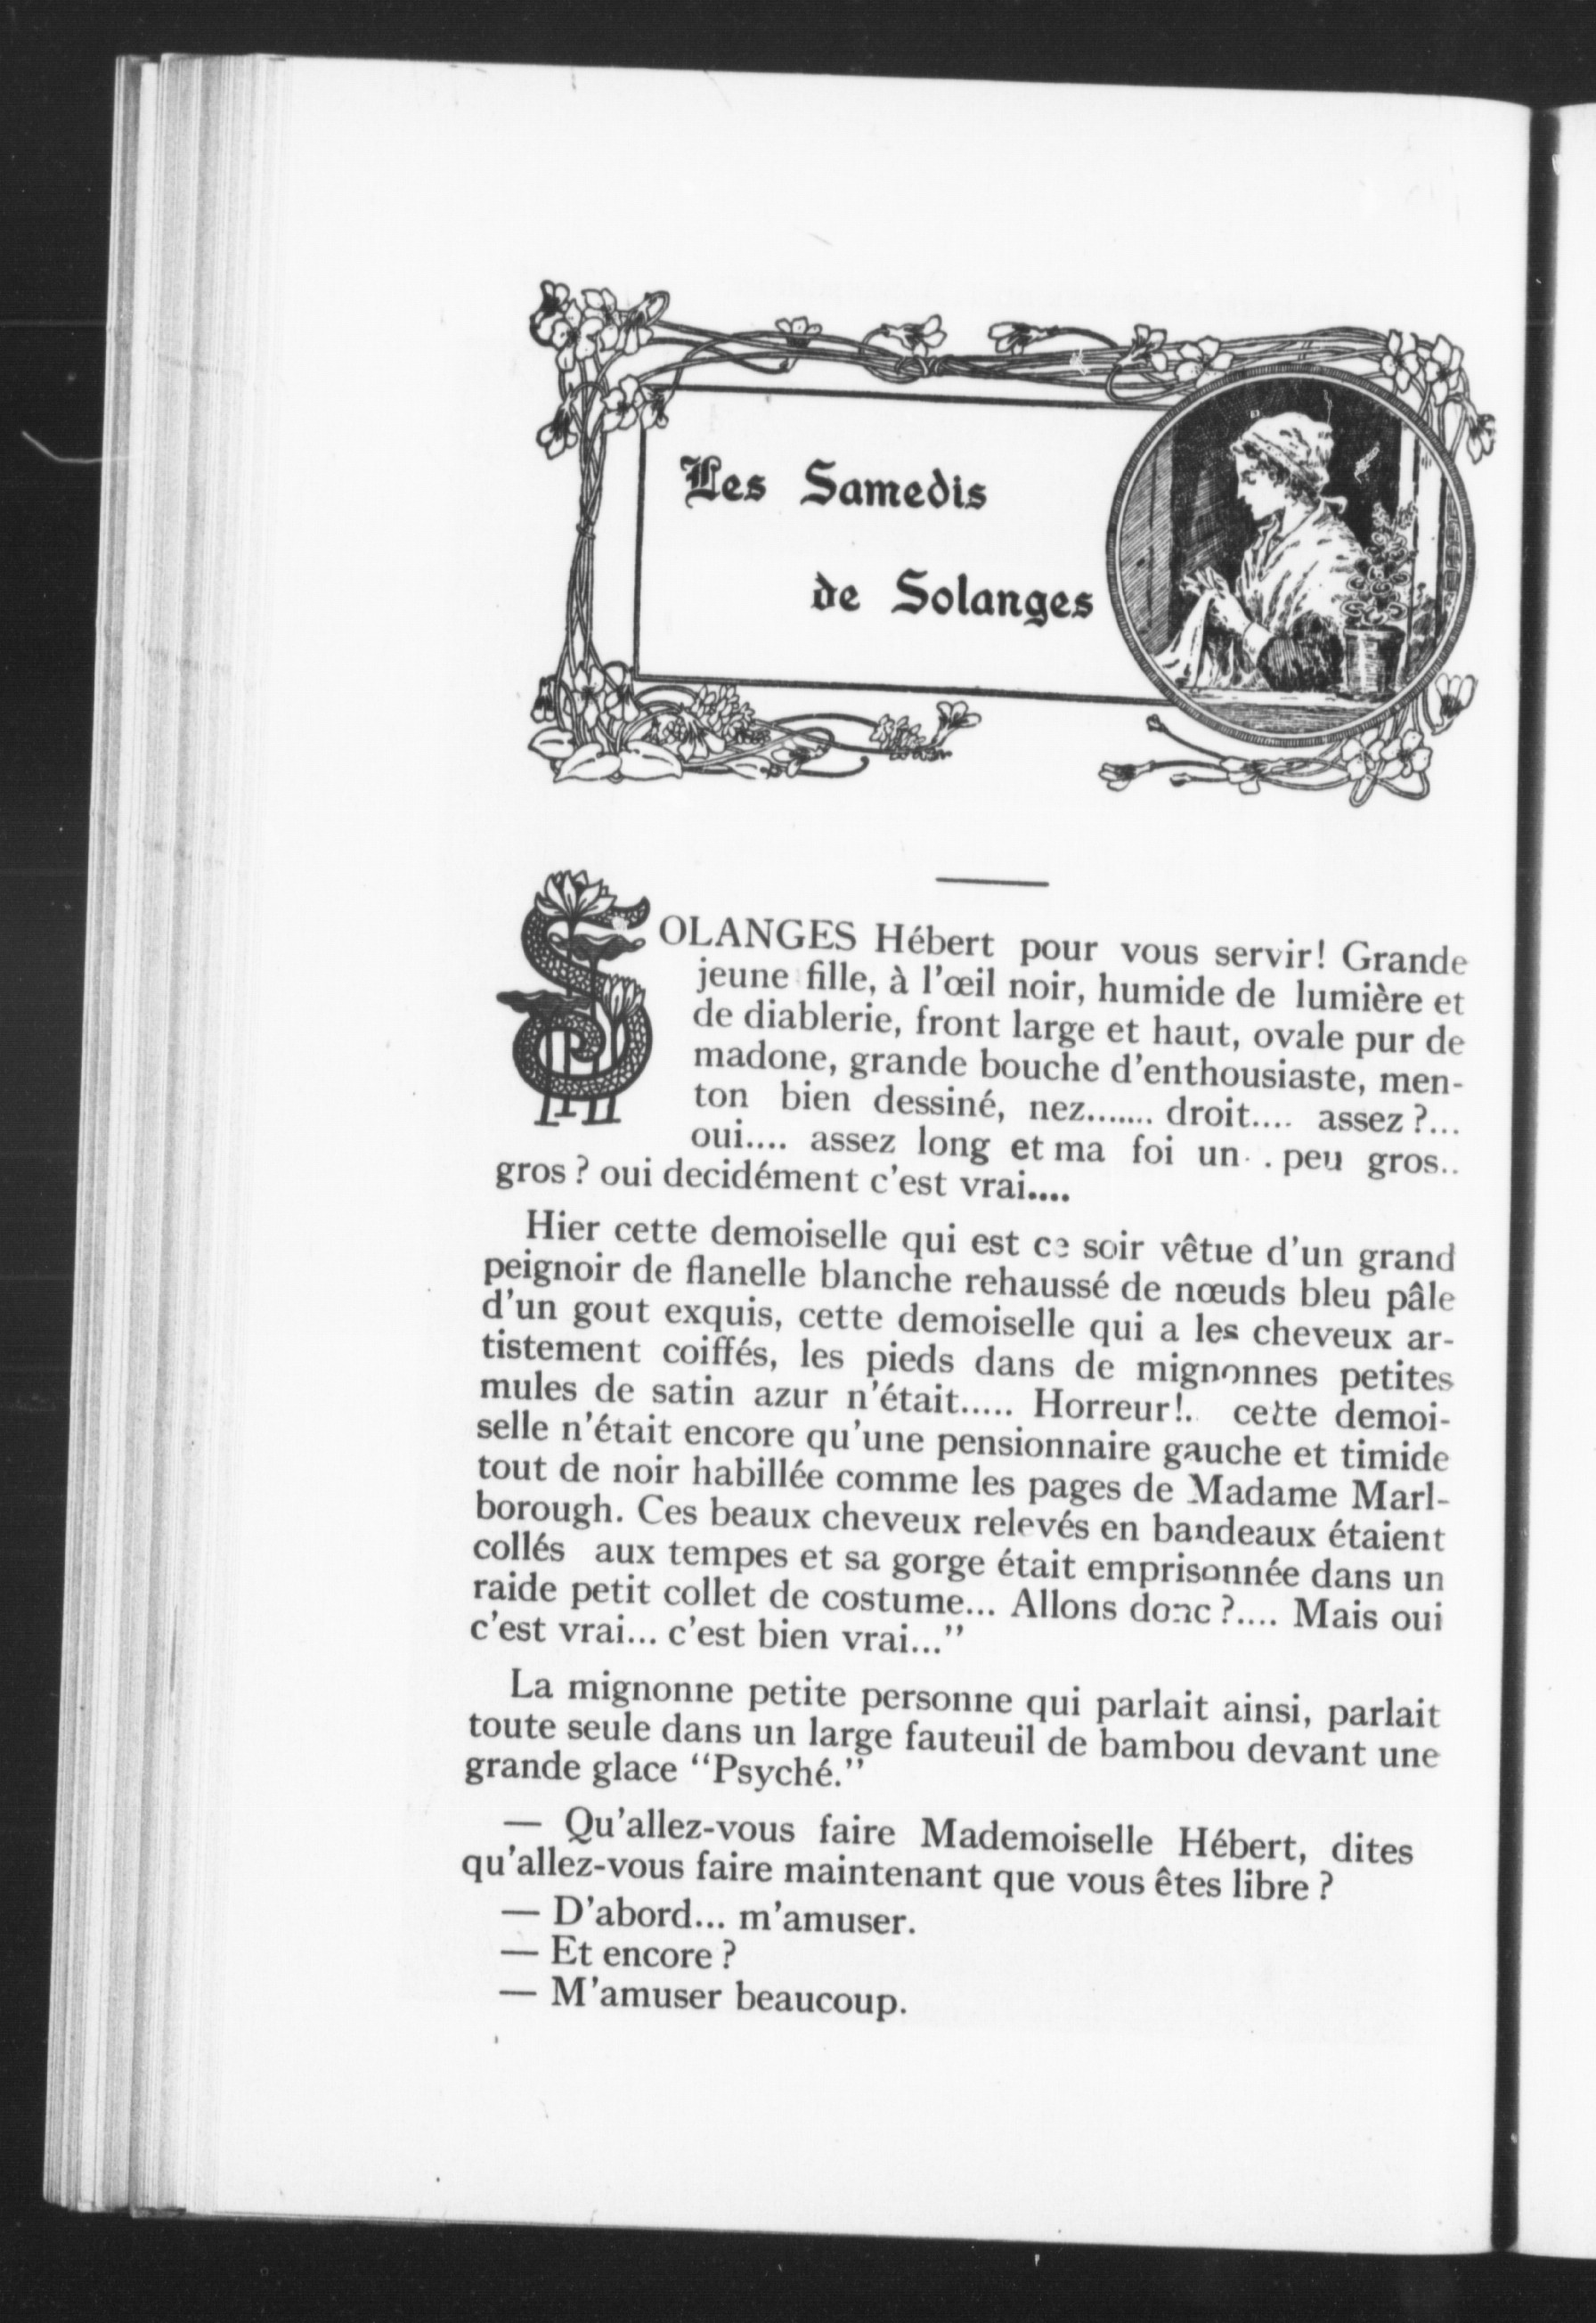 Les Samedis
de Solanges
SOLANGES Hébert pour vous servir! Grande
jeune fille, à l'œil noir, humide de lumière et
de diablerie, front large et haut, ovale pur de
madone, grande bouche d'enthousiaste, men-
ton bien dessiné, nez....... droit.... assez ?...
oui.... assez long et ma foi un . . peu gros..
gros ? oui decidément c'est vrai....
Hier cette demoiselle qui est ce soir vêtue d'un grand
peignoir de flanelle blanche rehaussé de nœuds bleu pâle
d'un gout exquis, cette demoiselle qui a les cheveux ar-
tistement coiffés, les pieds dans de mignonnes petites
mules de satin azur n'était..... Horreur!.. cette demoi-
selle n'était encore qu'une pensionnaire gauche et timide
tout de noir habillée comme les pages de Madame Marl-
borough. Ces beaux cheveux relevés en bandeaux étaient
collés aux tempes et sa gorge était emprisonnée dans un
raide petit collet de costume... Allons donc ?.... Mais oui
c'est vrai... c'est bien vrai..."
La mignonne petite personne qui parlait ainsi, parlait
toute seule dans un large fauteuil de bambou devant une
grande glace "Psyché."
— Qu'allez-vous faire Mademoiselle Hébert, dites
qu'allez-vous faire maintenant que vous êtes libre ?
— D'abord... m'amuser.
— Et encore ?
— M'amuser beaucoup.